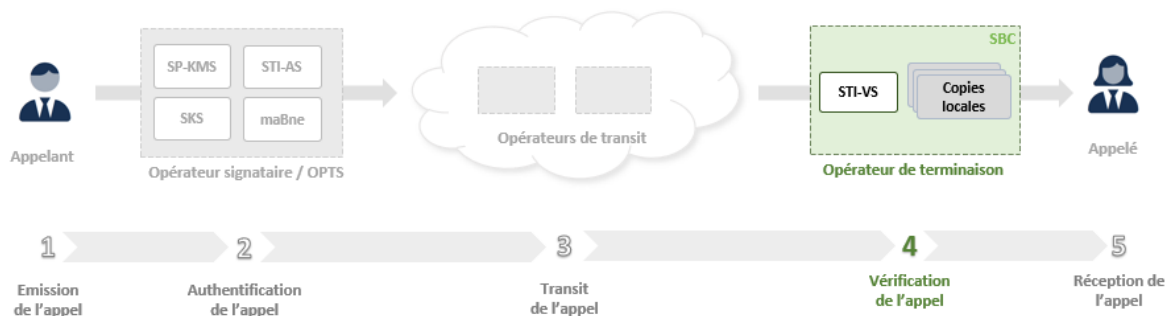 SBC
SP-KMS
STI-AS
SKS
maBne
STI-VS
Copies
locales
Opérateurs de transit
Appelant
Appelé
Opérateur signataire / OPTS
Opérateur de terminaison
1
2
3
4
5
Emission
de l'appel
Authentification
de l'appel
Transit
de l'appel
Vérification
de l'appel
Réception de
l'appel